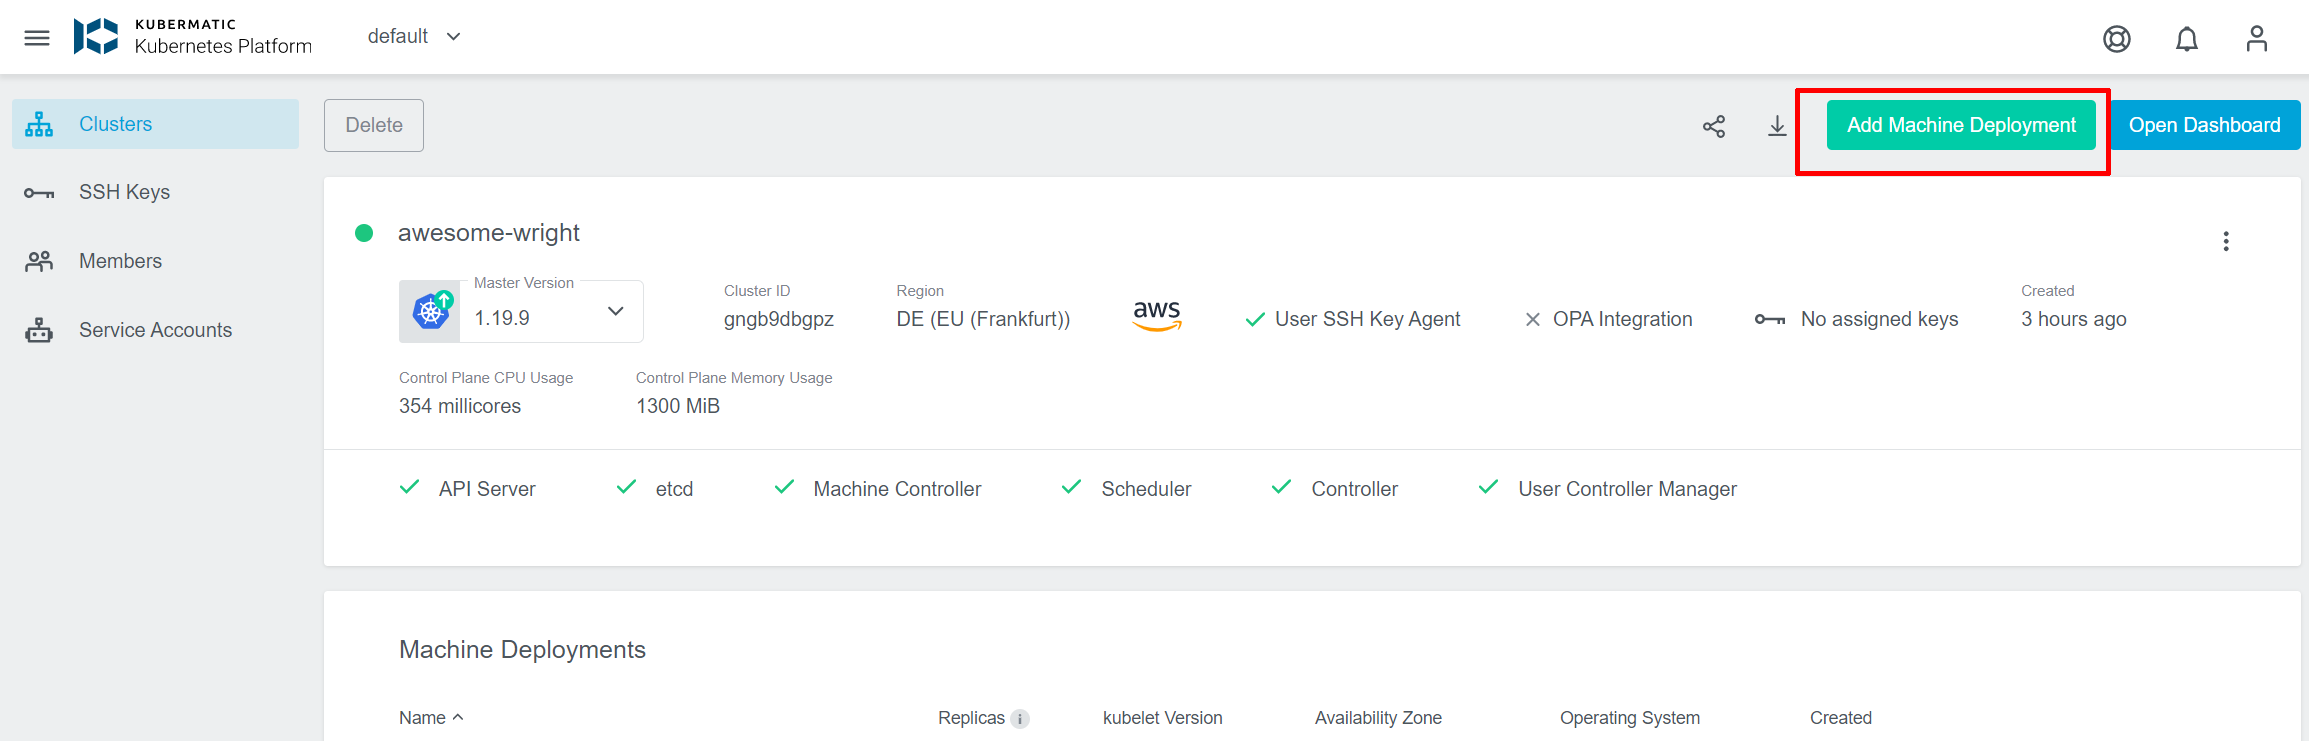 KUBERMATIC
Kubernetes Platform
default
Clusters
SSH Keys
Members
Service Accounts
Delete
Add Machine Deployment
Open Dashboard
awesome-wright
Master Version
1.19.9
Cluster ID
gngb9dbgpz
Region
DE (EU (Frankfurt))
aws
User SSH Key Agent
OPA Integration
No assigned keys
Created
3 hours ago
Control Plane CPU Usage
354 millicores
Control Plane Memory Usage
1300 MiB
API Server
etcd
Machine Controller
Scheduler
Controller
User Controller Manager
Machine Deployments
Name
Replicas
kubelet Version
Availability Zone
Operating System
Created